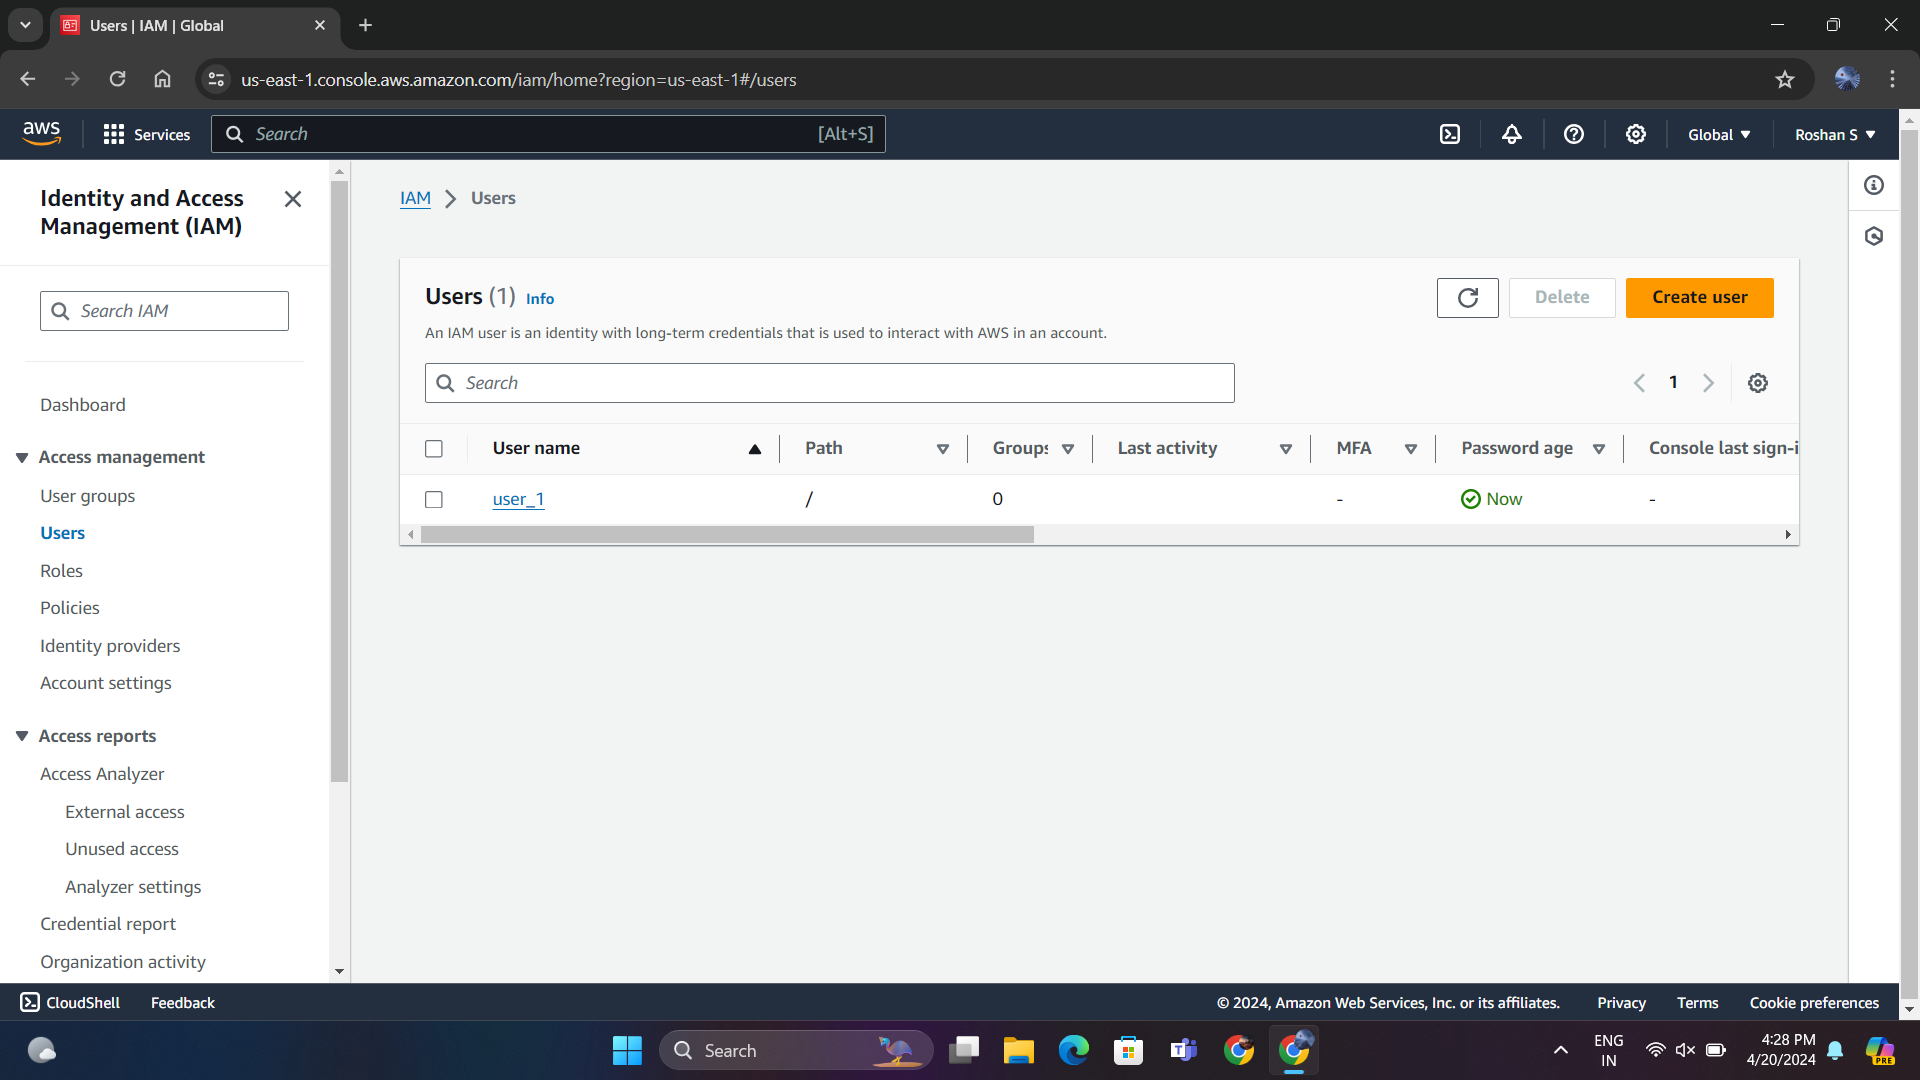 Users | IAM | Global
us-east-1.console.aws.amazon.com/iam/home?region=us-east-1#/users
aws
Services
Search
[Alt+S]
Global
Roshan S
Identity and Access
Management (IAM)
Search IAM
Dashboard
Access management
User groups
Users
Roles
Policies
Identity providers
Account settings
Access reports
Access Analyzer
External access
Unused access
Analyzer settings
Credential report
Organization activity
IAM > Users
Users (1) Info
An IAM user is an identity with long-term credentials that is used to interact with AWS in an account.
Delete
Create user
Search
1
User name Path Groups Last activity MFA Password age Console last sign-i
user_1 / 0 - Now -
CloudShell Feedback
© 2024, Amazon Web Services, Inc. or its affiliates. Privacy Terms Cookie preferences
Search
ENG
IN
4:28 PM
4/20/2024
PRE